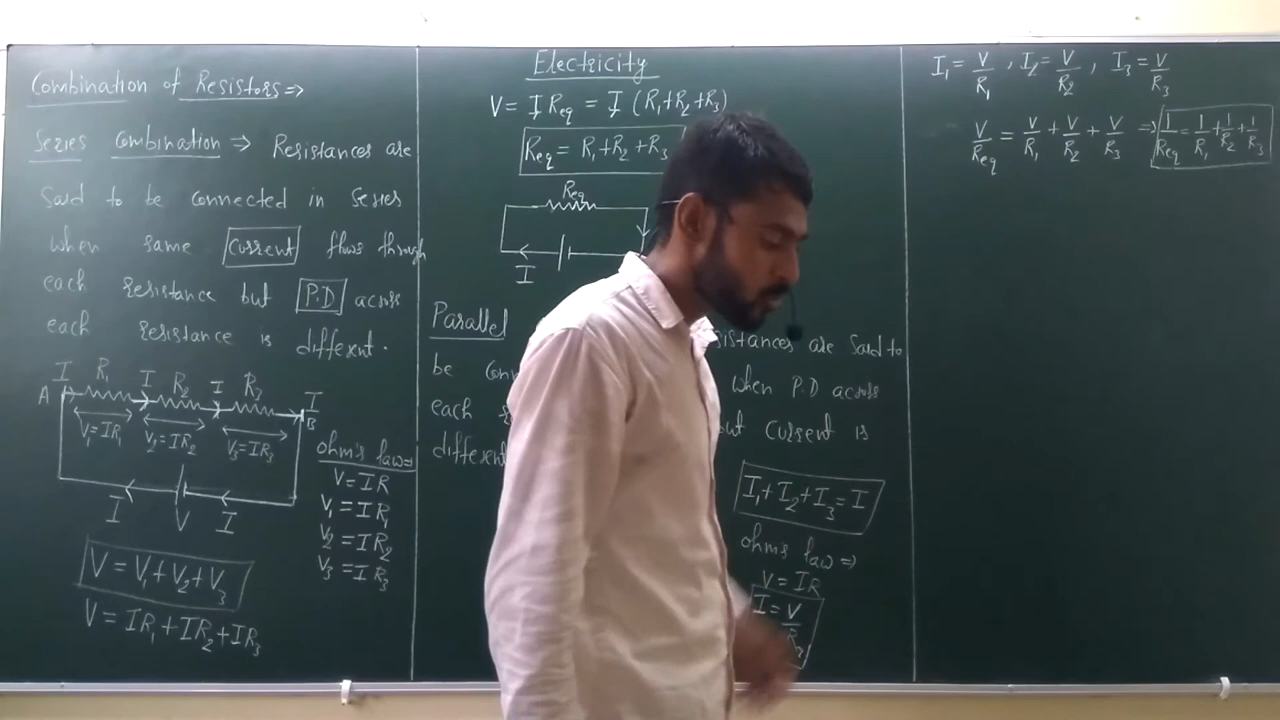 Combination of Resistors ⇒
Series Combination ⇒ Resistances are
Said to be Connected in Series
when same Current flows through
each resistance but P.D across
each resistance is different.
I R₁ I R₂ I R₃ I
A B
V₁=IR₁ V₂=IR₂ V₃=IR₃
I V I
ohm's law ⇒
V = IR
V₁ = IR₁
V₂ = IR₂
V₃ = IR₃
V = V₁+V₂+V₃
V = IR₁+IR₂+IR₃
Electricity
V = I Req = I (R₁+R₂+R₃)
Req = R₁+R₂+R₃
Req
I
Parallel are Said to
be when P.D across
each but Current is
different
I₁+I₂+I₃ = I
ohm's law ⇒
V = IR
I = V/R
I₁ = V/R₁ , I₂ = V/R₂ , I₃ = V/R₃
V/Req = V/R₁ + V/R₂ + V/R₃ ⇒ 1/Req = 1/R₁ + 1/R₂ + 1/R₃